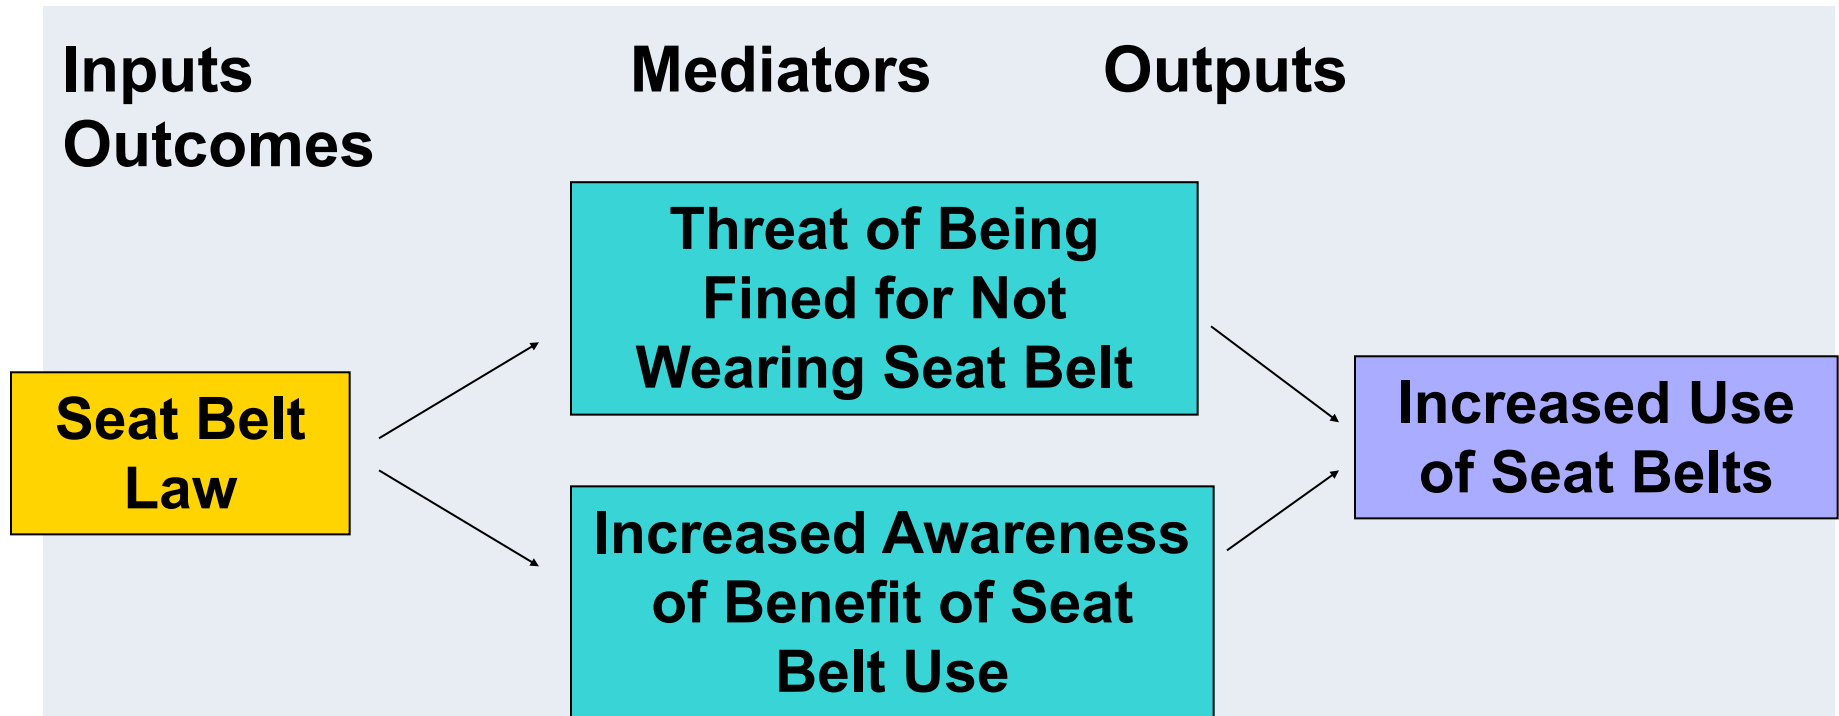 Inputs Mediators Outputs
Outcomes
Threat of Being
Fined for Not
Wearing Seat Belt
Seat Belt
Law
Increased Use
of Seat Belts
Increased Awareness
of Benefit of Seat
Belt Use